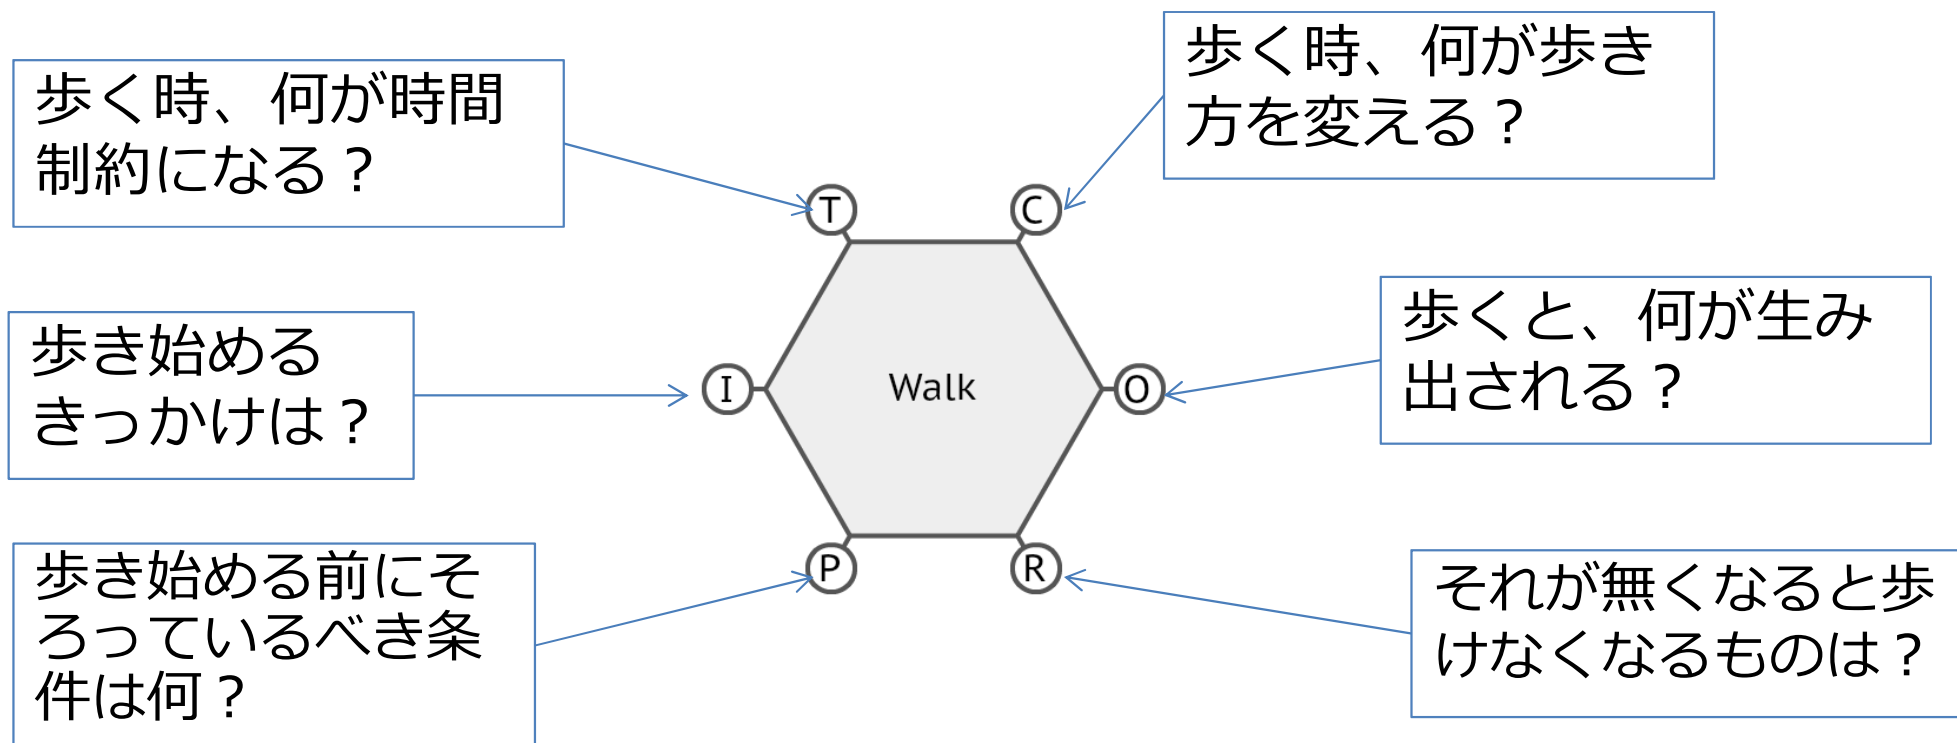 歩く時、何が時間
制約になる？
歩く時、何が歩き
方を変える？
T
C
歩き始める
きっかけは？
I
Walk
O
歩くと、何が生み
出される？
歩き始める前にそ
ろっているべき条
件は何？
P
R
それが無くなると歩
けなくなるものは？